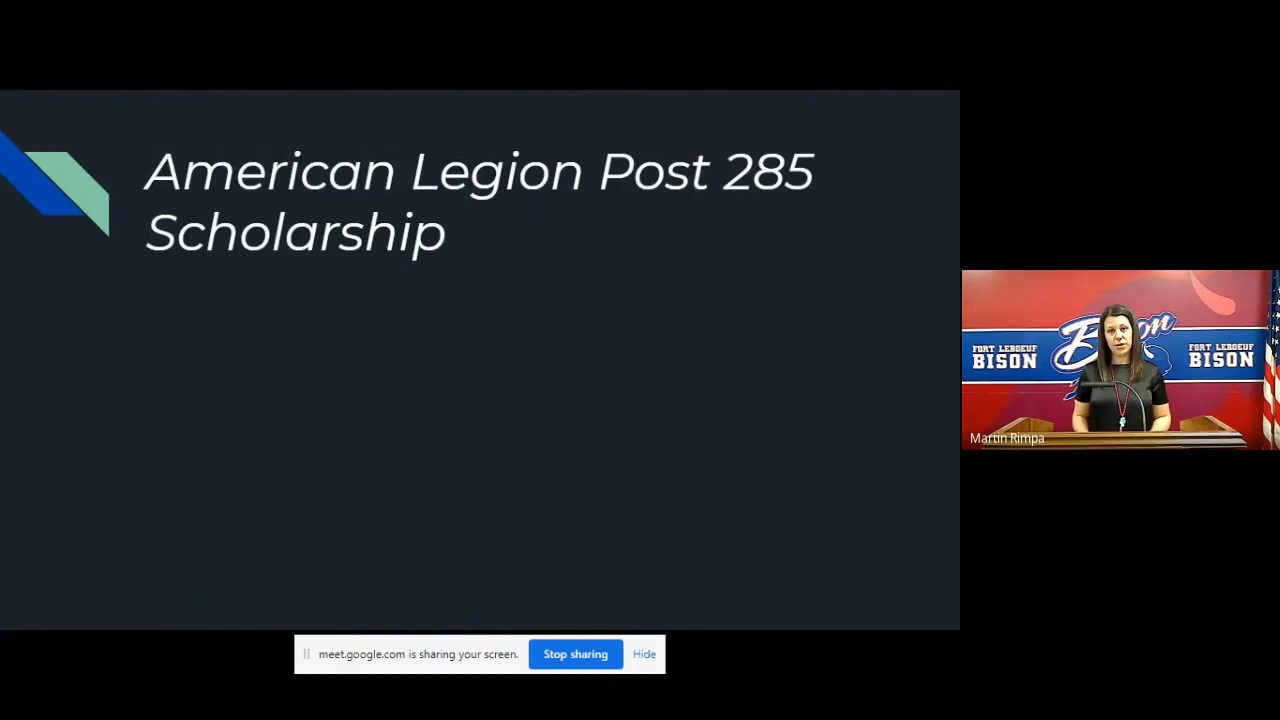 American Legion Post 285
Scholarship
FORT LEBOEUF
BISON
FORT LEBOEUF
BISON
Martin Rimpa
meet.google.com is sharing your screen.
Stop sharing
Hide